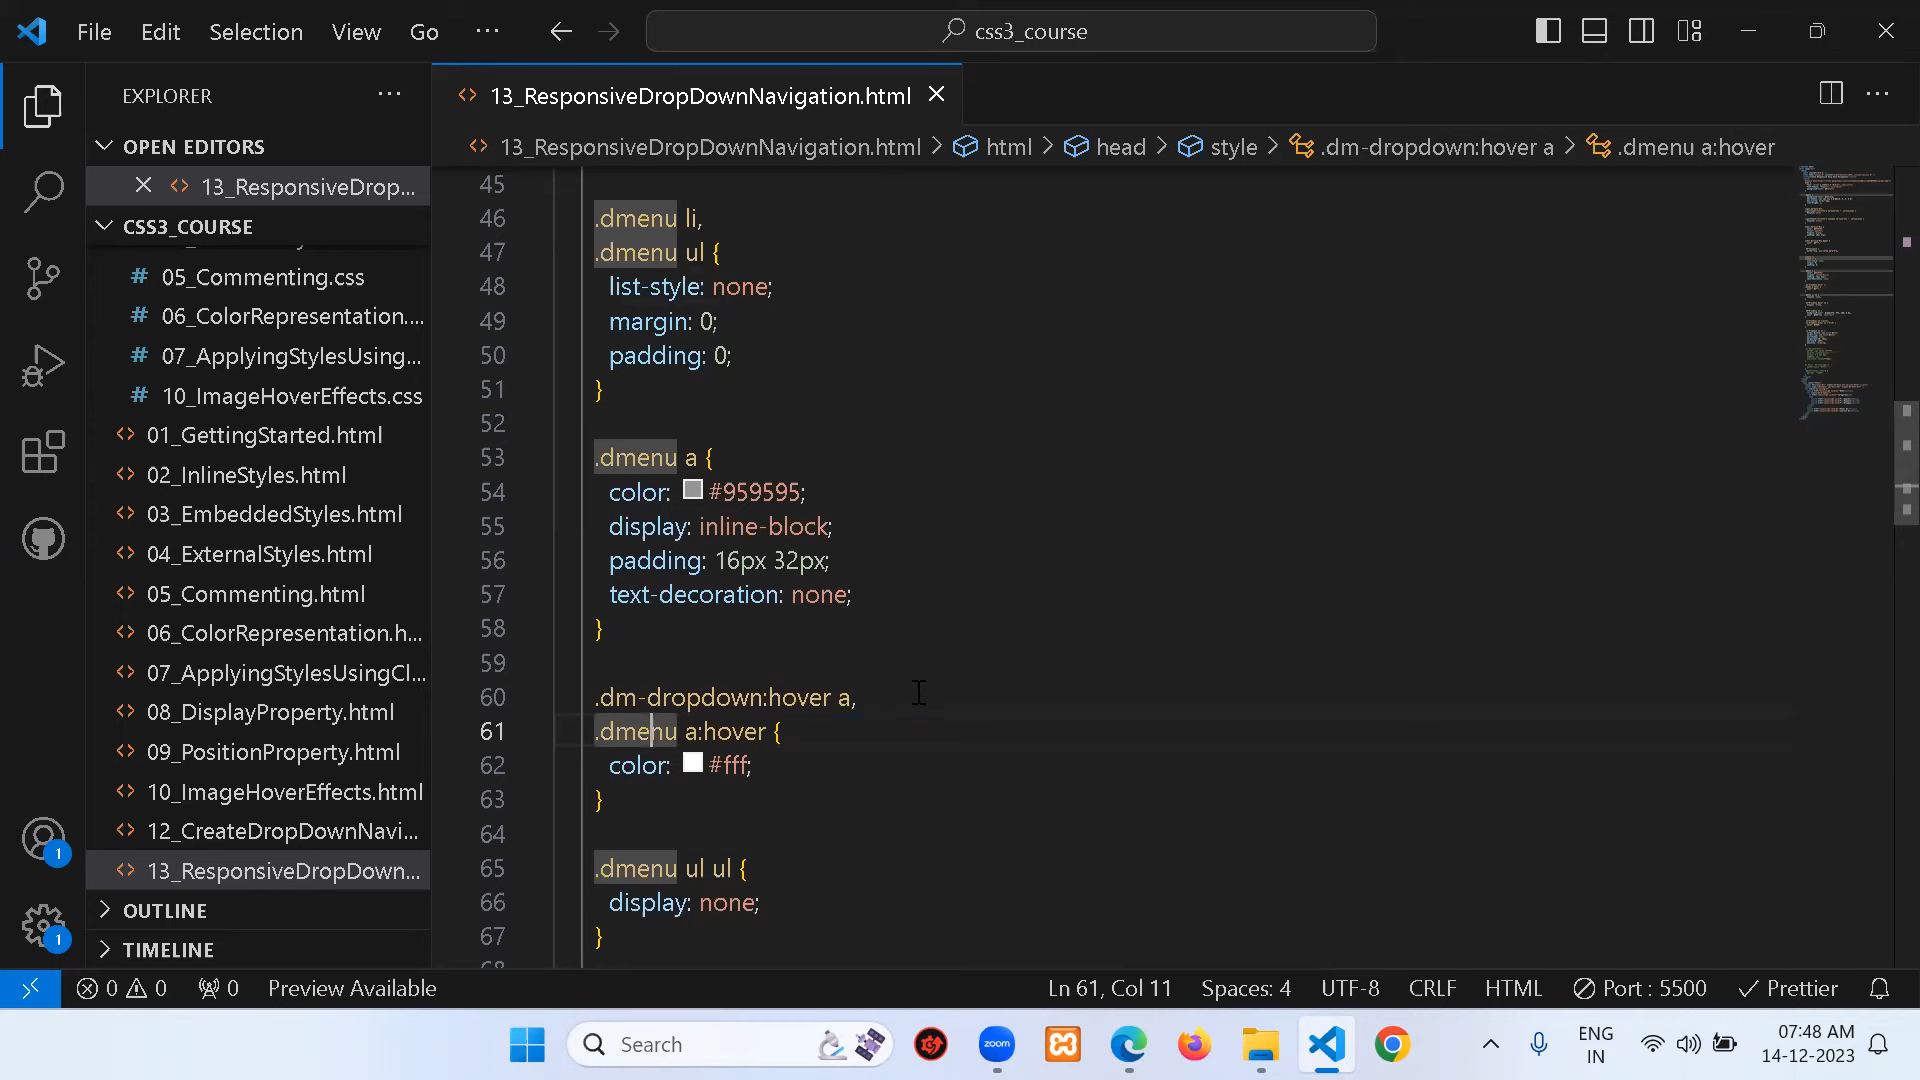 File Edit Selection View Go ··· css3_course
EXPLORER ···
OPEN EDITORS
13_ResponsiveDrop...
CSS3_COURSE
05_Commenting.css
06_ColorRepresentation....
07_ApplyingStylesUsing...
10_ImageHoverEffects.css
01_GettingStarted.html
02_InlineStyles.html
03_EmbeddedStyles.html
04_ExternalStyles.html
05_Commenting.html
06_ColorRepresentation.h...
07_ApplyingStylesUsingCl...
08_DisplayProperty.html
09_PositionProperty.html
10_ImageHoverEffects.html
12_CreateDropDownNavi...
13_ResponsiveDropDown...
OUTLINE
TIMELINE
1
1
13_ResponsiveDropDownNavigation.html
13_ResponsiveDropDownNavigation.html > html > head > style > .dm-dropdown:hover a > .dmenu a:hover
45
46 .dmenu li,
47 .dmenu ul {
48 list-style: none;
49 margin: 0;
50 padding: 0;
51 }
52
53 .dmenu a {
54 color: #959595;
55 display: inline-block;
56 padding: 16px 32px;
57 text-decoration: none;
58 }
59
60 .dm-dropdown:hover a,
61 .dmenu a:hover {
62 color: #fff;
63 }
64
65 .dmenu ul ul {
66 display: none;
67 }
0 0 0 Preview Available Ln 61, Col 11 Spaces: 4 UTF-8 CRLF HTML Port : 5500 Prettier
Search zoom ENG IN 07:48 AM 14-12-2023